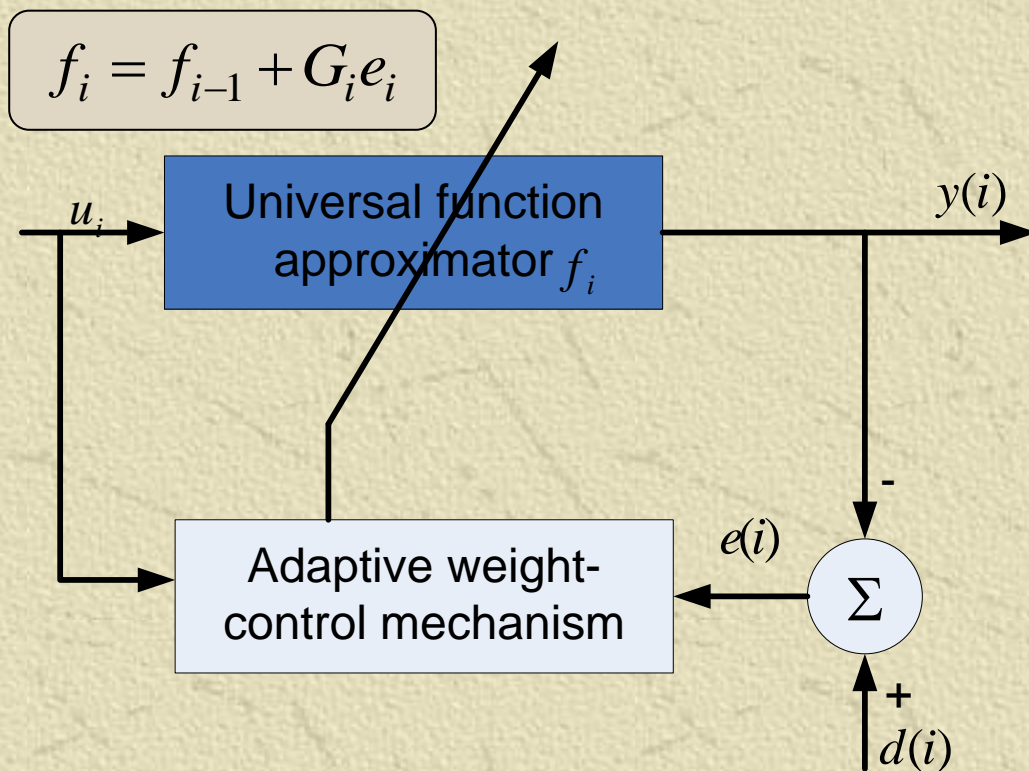 f_i = f_{i-1} + G_i e_i
u_i
Universal function
approximator f_i
y(i)
-
Adaptive weight-
control mechanism
e(i)
Σ
+
d(i)